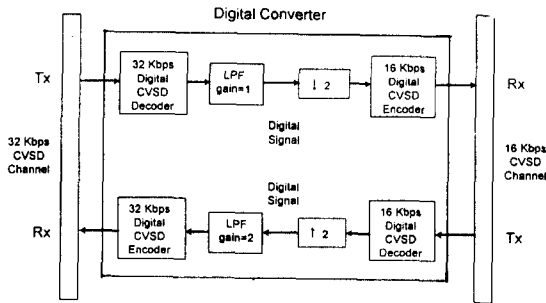 Digital Converter
Tx
32 Kbps
Digital
CVSD
Decoder
LPF
gain=1
↓ 2
16 Kbps
Digital
CVSD
Encoder
Rx
Digital
Signal
32 Kbps
CVSD
Channel
16 Kbps
CVSD
Channel
Digital
Signal
Rx
32 Kbps
Digital
CVSD
Encoder
LPF
gain=2
↑ 2
16 Kbps
Digital
CVSD
Decoder
Tx